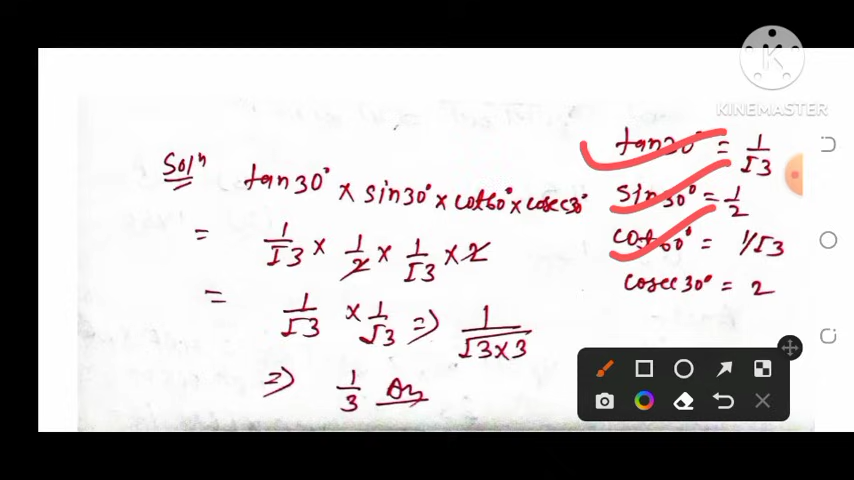 KINEMASTER
Solⁿ tan30° × sin30° × cot60° × cosec30°
= 1/√3 × 1/2 × 1/√3 × 2
= 1/√3 × 1/√3 => 1/√3×3
=> 1/3 Ans
tan30° = 1/√3
sin30° = 1/2
cot60° = 1/√3
cosec30° = 2